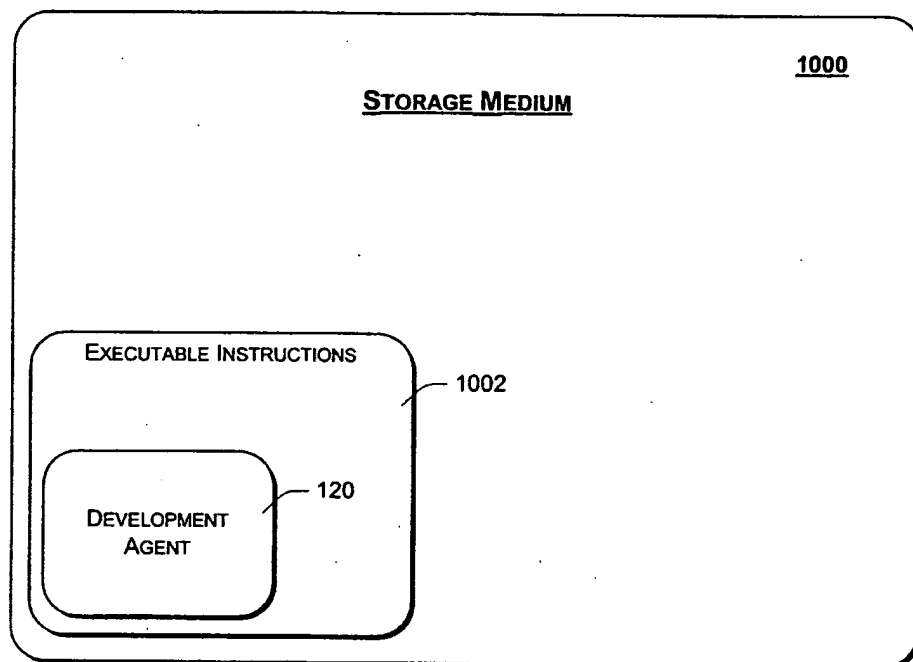 1000
STORAGE MEDIUM
EXECUTABLE INSTRUCTIONS
1002
120
DEVELOPMENT
AGENT